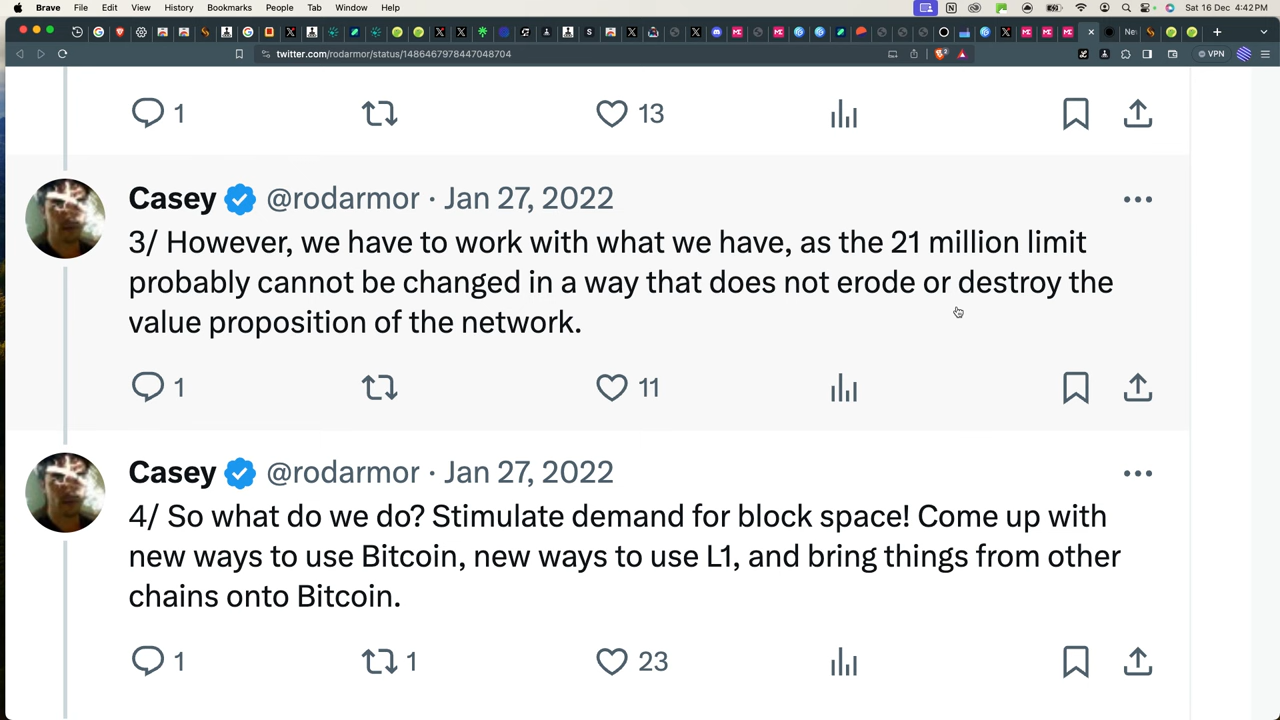 Brave File Edit View History Bookmarks People Tab Window Help Sat 16 Dec 4:42 PM
twitter.com/rodarmor/status/1486467978447048704 VPN
1 13
Casey @rodarmor · Jan 27, 2022
3/ However, we have to work with what we have, as the 21 million limit
probably cannot be changed in a way that does not erode or destroy the
value proposition of the network.
1 11
Casey @rodarmor · Jan 27, 2022
4/ So what do we do? Stimulate demand for block space! Come up with
new ways to use Bitcoin, new ways to use L1, and bring things from other
chains onto Bitcoin.
1 1 23